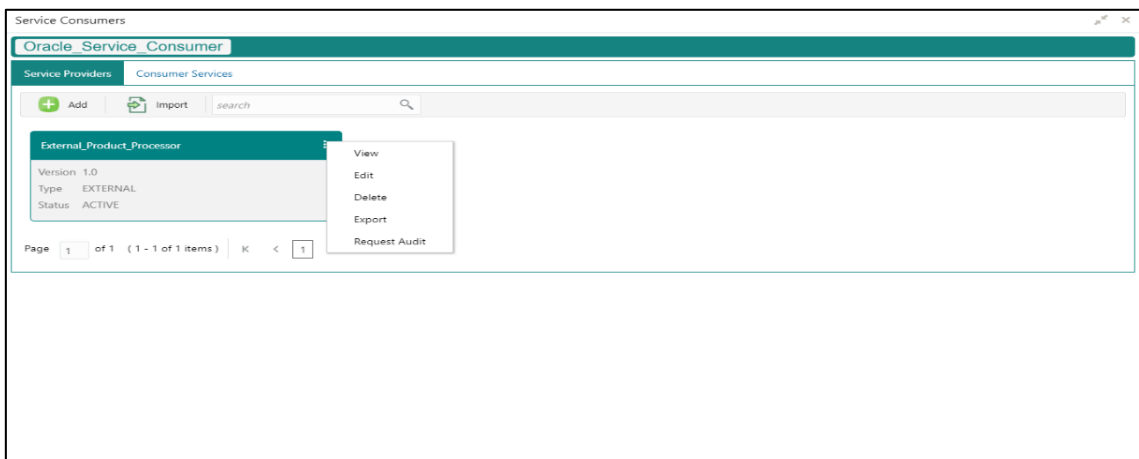 Service Consumers
Oracle_Service_Consumer
Service Providers Consumer Services
Add Import search
External_Product_Processor
Version 1.0
Type EXTERNAL
Status ACTIVE
View
Edit
Delete
Export
Request Audit
Page 1 of 1 (1 - 1 of 1 items) K < 1